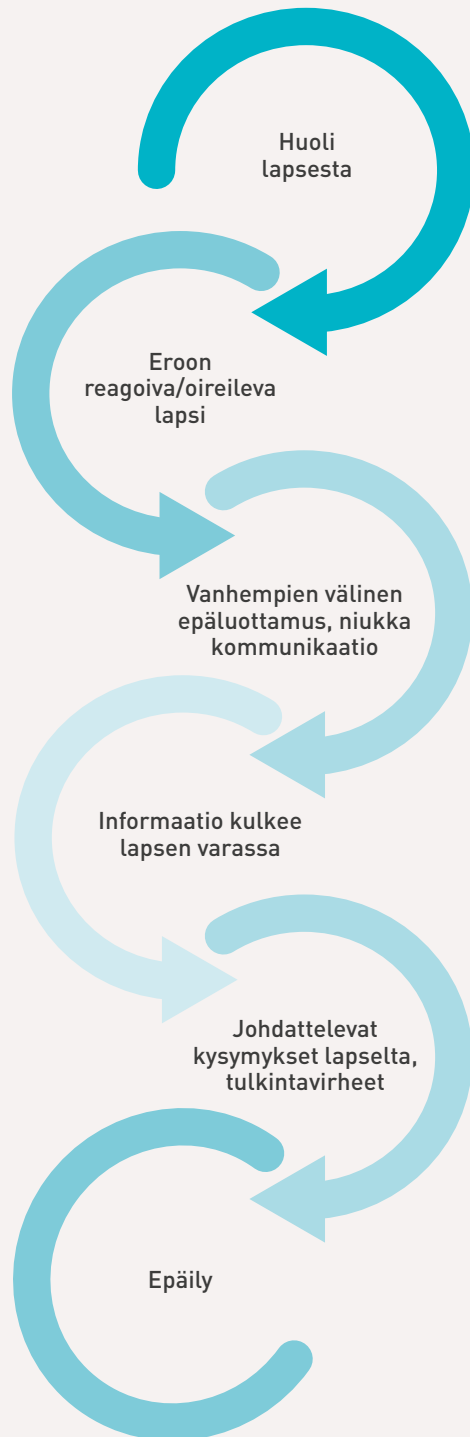 Huoli
lapsesta
Eroon
reagoiva/oireileva
lapsi
Vanhempien välinen
epäluottamus, niukka
kommunikaatio
Informaatio kulkee
lapsen varassa
Johdattelevat
kysymykset lapselta,
tulkintavirheet
Epäily